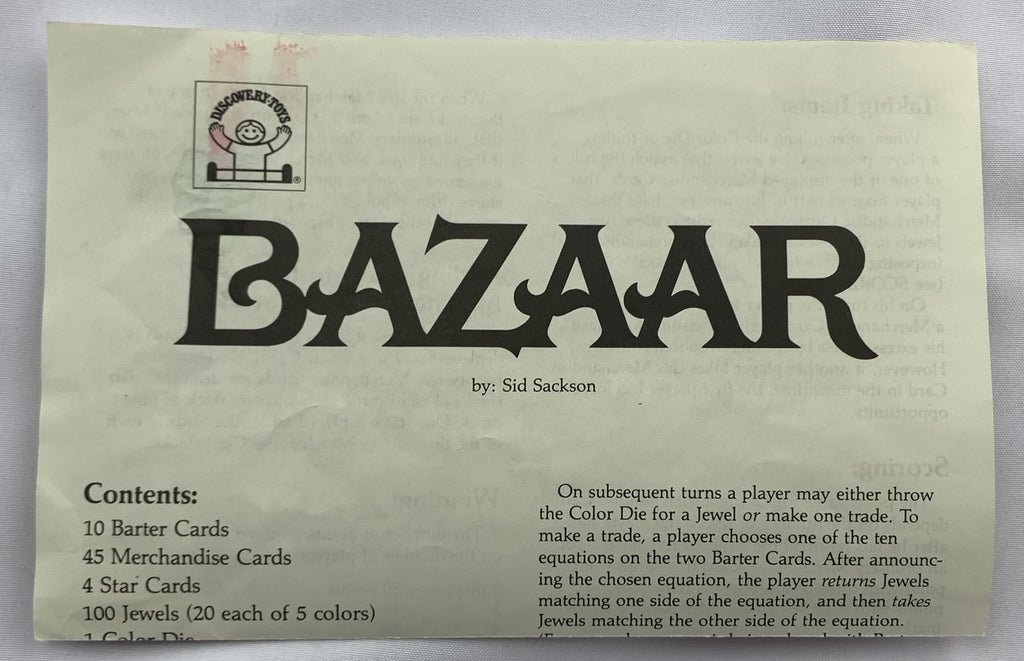 DISCOVERY TOYS
®
BAZAAR
by: Sid Sackson
Contents:
10 Barter Cards
45 Merchandise Cards
4 Star Cards
100 Jewels (20 each of 5 colors)
1 Color Die
On subsequent turns a player may either throw
the Color Die for a Jewel or make one trade. To
make a trade, a player chooses one of the ten
equations on the two Barter Cards. After announc-
ing the chosen equation, the player returns Jewels
matching one side of the equation, and then takes
Jewels matching the other side of the equation.